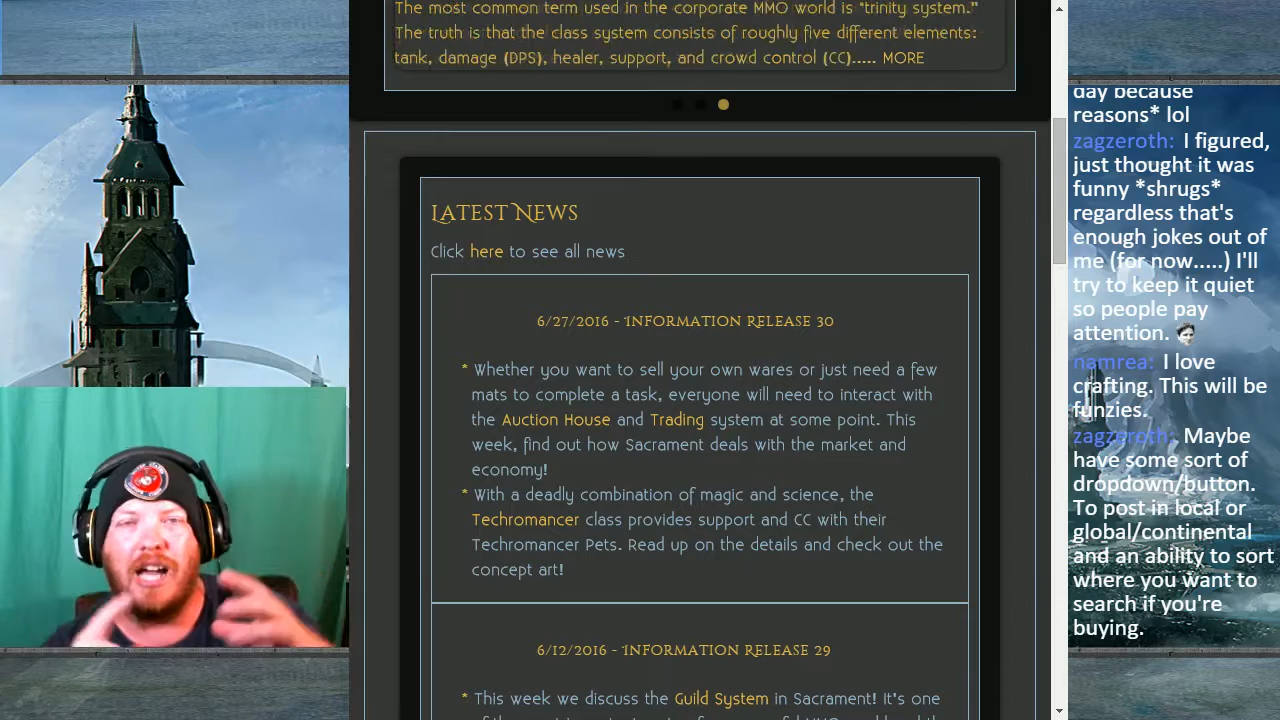 The most common term used in the corporate MMO world is "trinity system."
The truth is that the class system consists of roughly five different elements:
tank, damage (DPS), healer, support, and crowd control (CC)..... MORE
Latest News
Click here to see all news
6/27/2016 - Information Release 30
* Whether you want to sell your own wares or just need a few
mats to complete a task, everyone will need to interact with
the Auction House and Trading system at some point. This
week, find out how Sacrament deals with the market and
economy!
* With a deadly combination of magic and science, the
Techromancer class provides support and CC with their
Techromancer Pets. Read up on the details and check out the
concept art!
6/12/2016 - Information Release 29
* This week we discuss the Guild System in Sacrament! It's one
day because
reasons* lol
zagzeroth: I figured,
just thought it was
funny *shrugs*
regardless that's
enough jokes out of
me (for now.....) I'll
try to keep it quiet
so people pay
attention.
namrea: I love
crafting. This will be
funzies.
zagzeroth: Maybe
have some sort of
dropdown/button.
To post in local or
global/continental
and an ability to sort
where you want to
search if you're
buying.